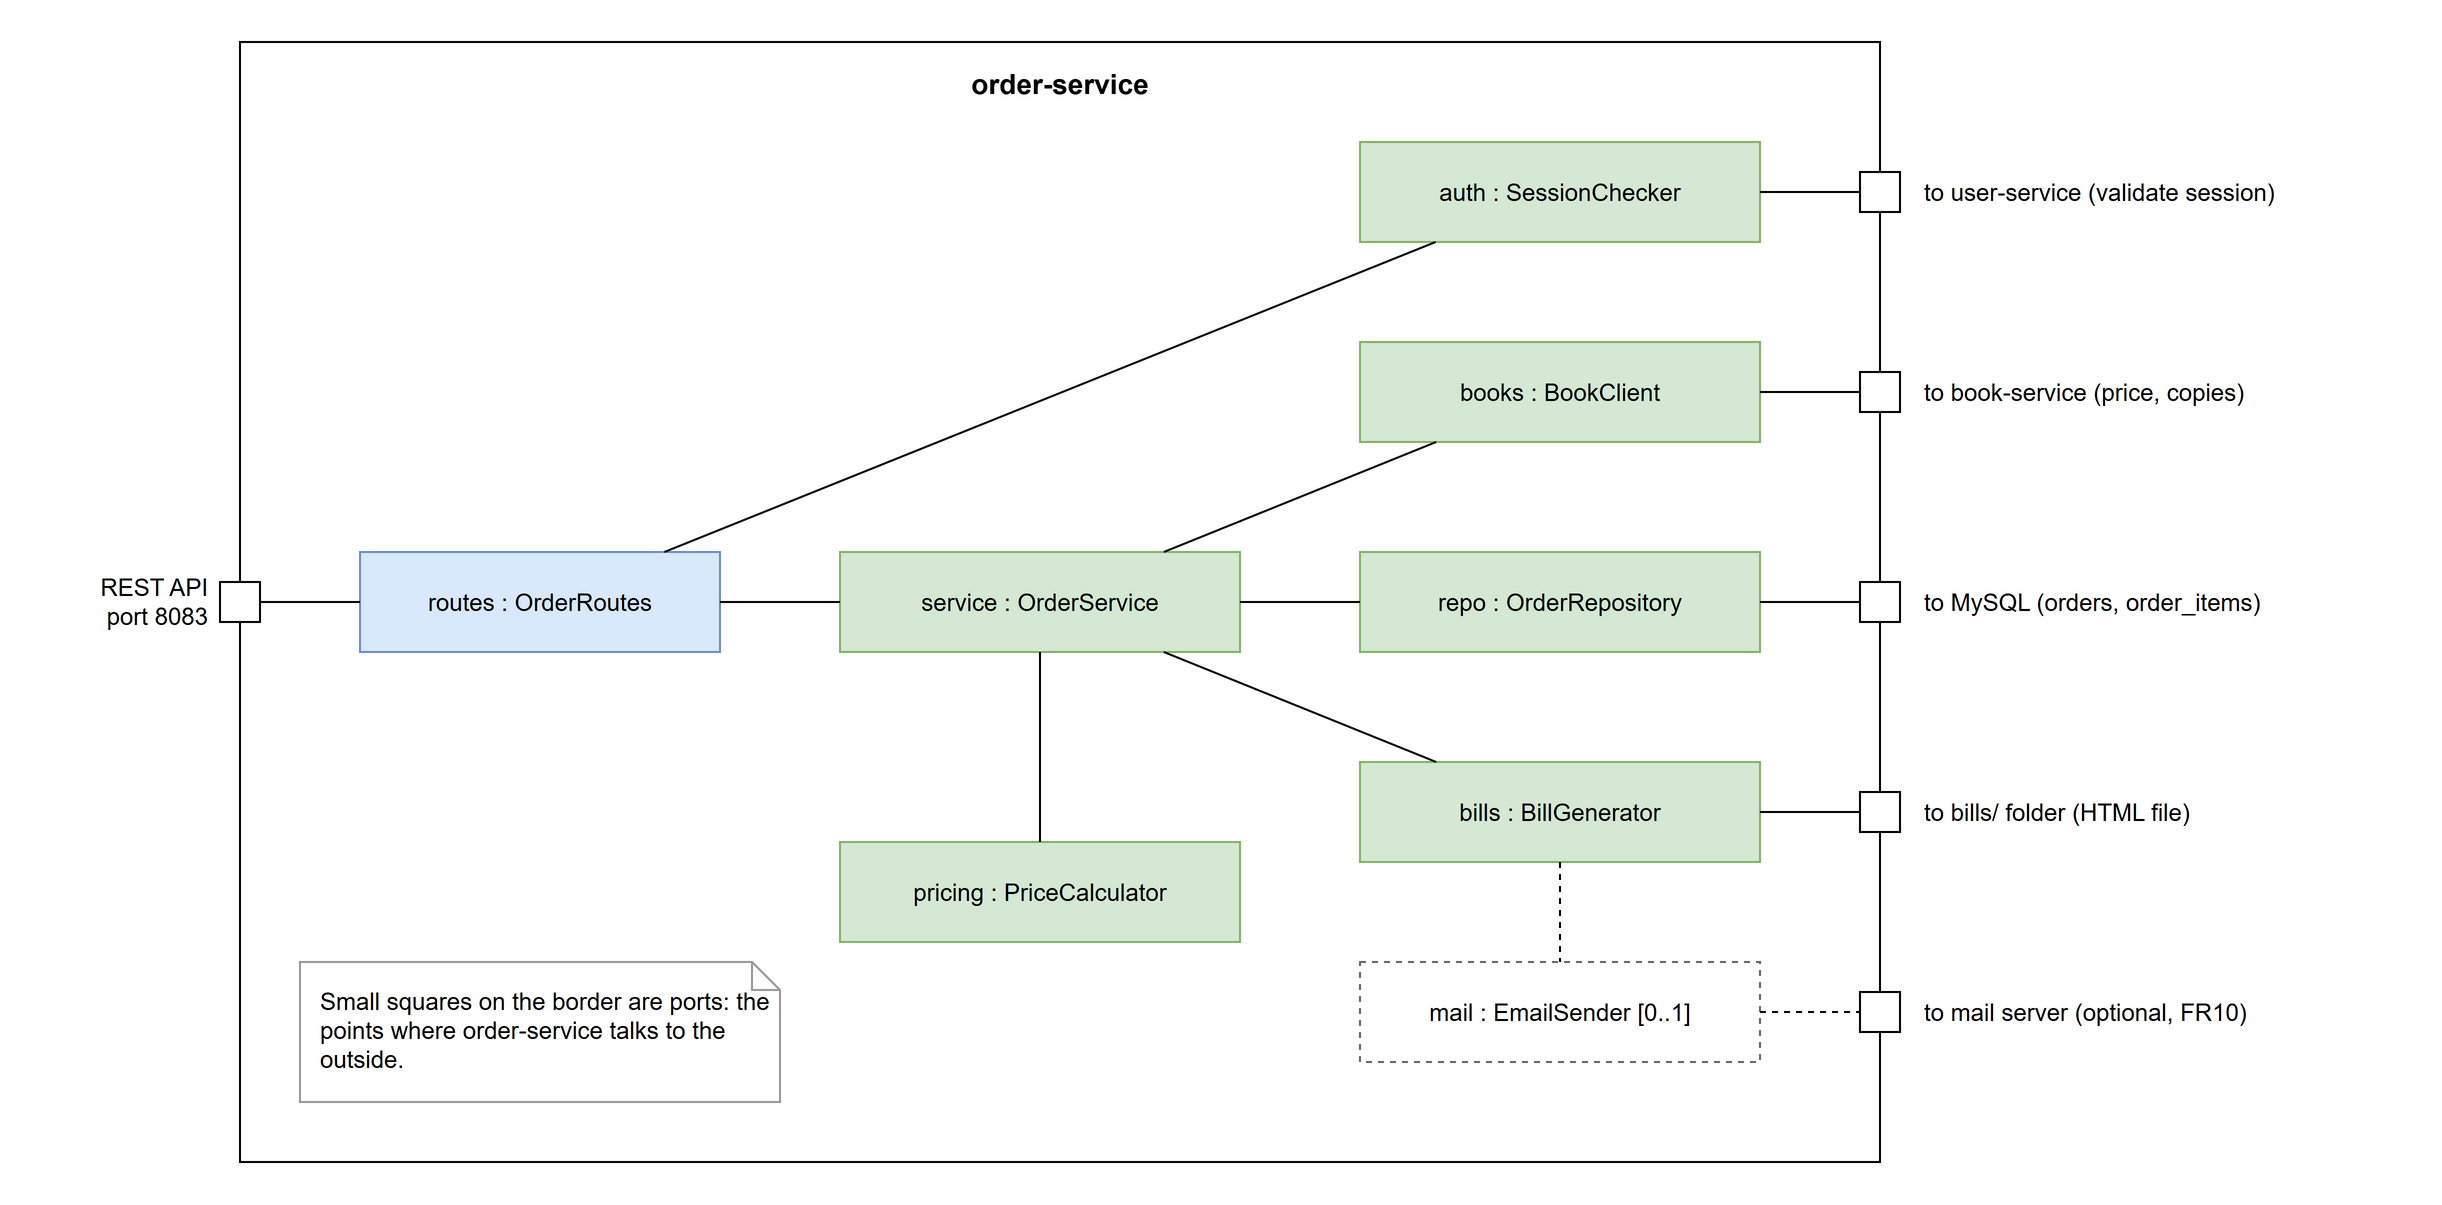 order-service
auth : SessionChecker
to user-service (validate session)
books : BookClient
to book-service (price, copies)
REST API
port 8083
routes : OrderRoutes
service : OrderService
repo : OrderRepository
to MySQL (orders, order_items)
bills : BillGenerator
to bills/ folder (HTML file)
pricing : PriceCalculator
Small squares on the border are ports: the
points where order-service talks to the
outside.
mail : EmailSender [0..1]
to mail server (optional, FR10)